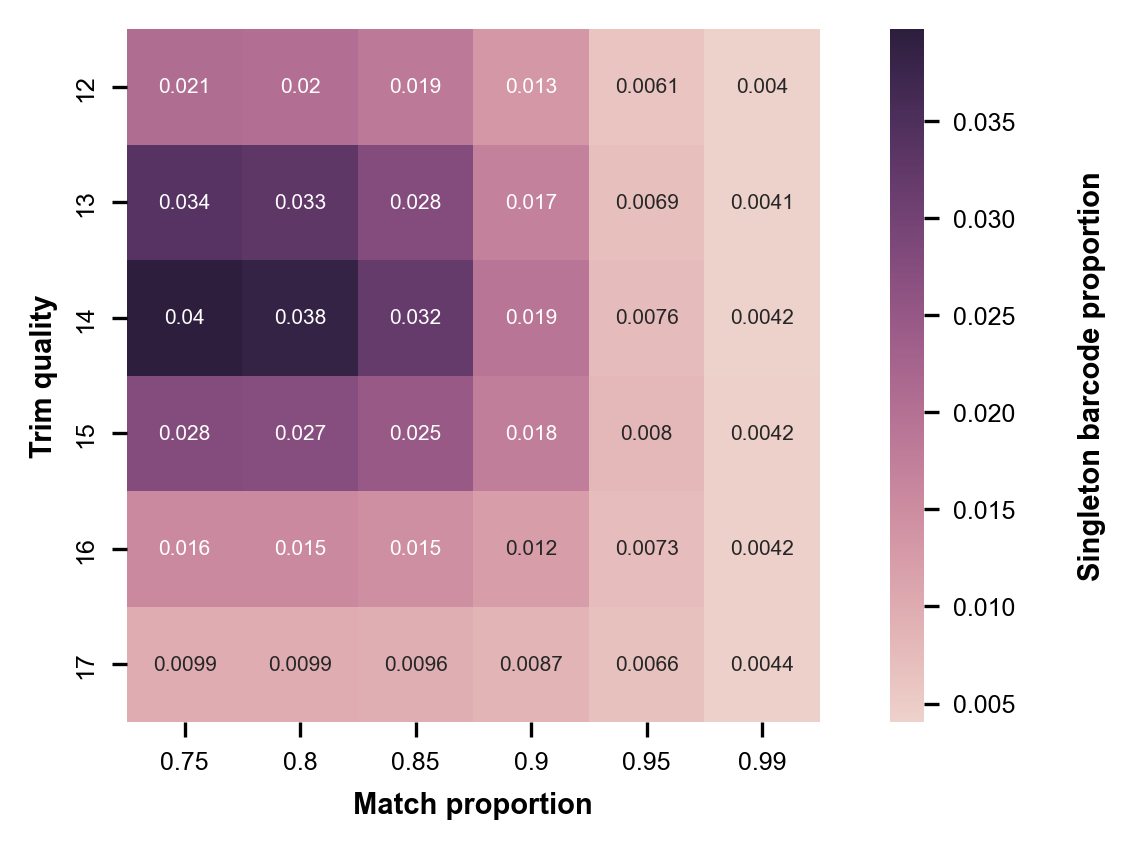 Trim quality
12 0.021 0.02 0.019 0.013 0.0061 0.004
13 0.034 0.033 0.028 0.017 0.0069 0.0041
14 0.04 0.038 0.032 0.019 0.0076 0.0042
15 0.028 0.027 0.025 0.018 0.008 0.0042
16 0.016 0.015 0.015 0.012 0.0073 0.0042
17 0.0099 0.0099 0.0096 0.0087 0.0066 0.0044
0.75 0.8 0.85 0.9 0.95 0.99
Match proportion
0.035
0.030
0.025
0.020
0.015
0.010
0.005
Singleton barcode proportion